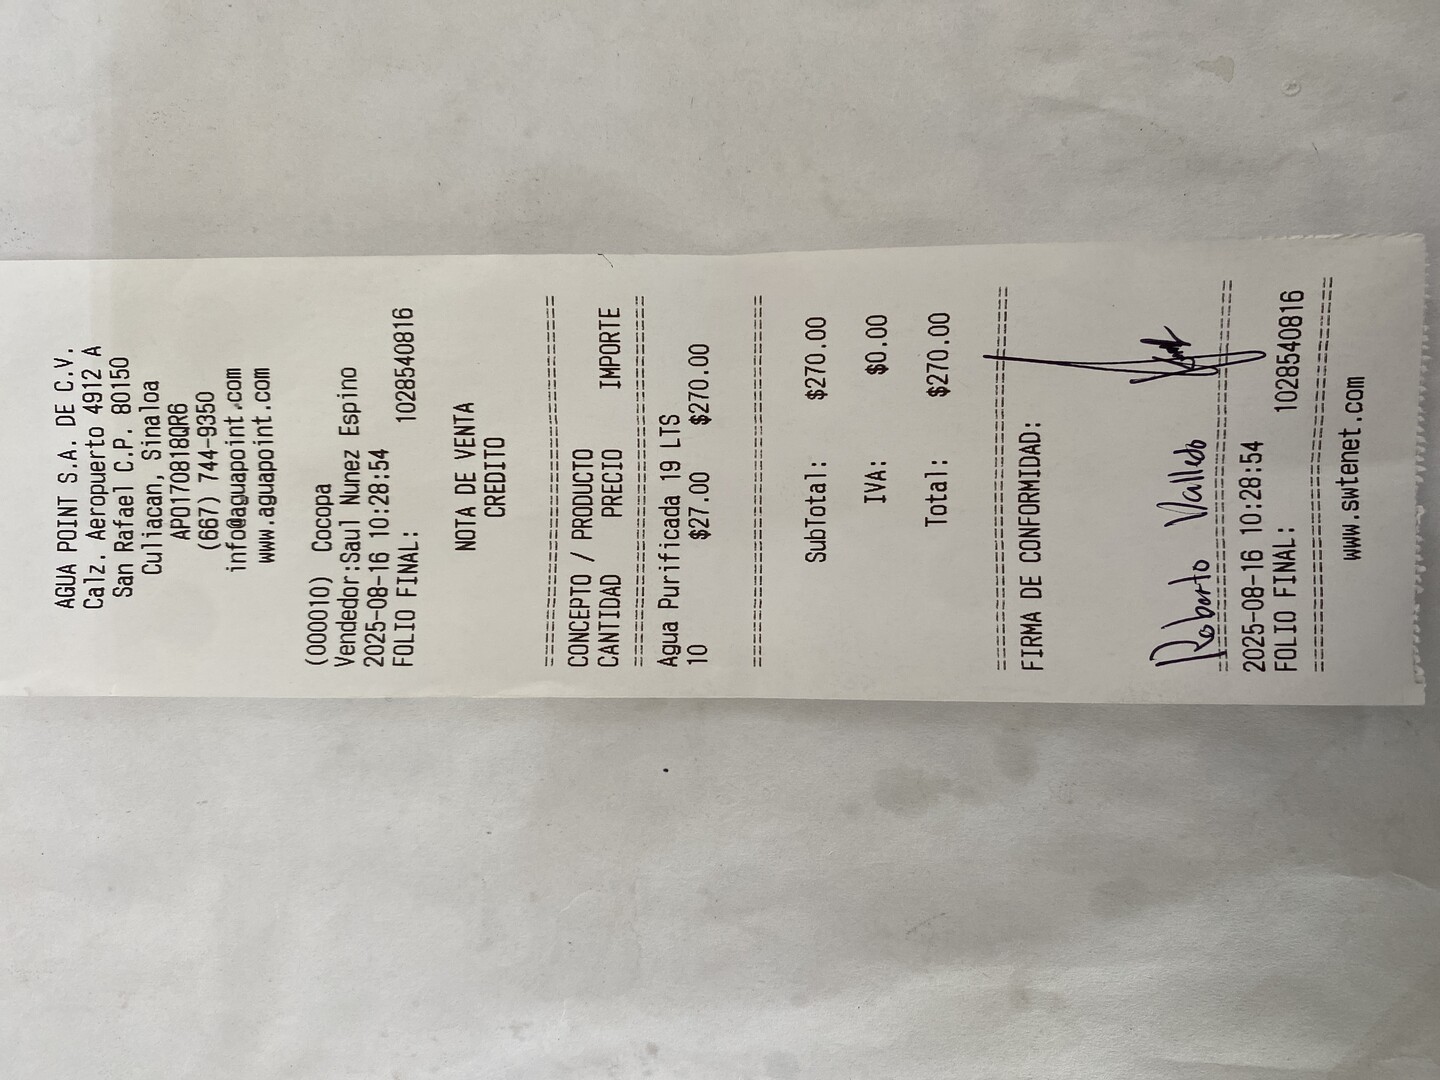 AGUA POINT S.A. DE C.V.
Calz. Aeropuerto 4912 A
San Rafael C.P. 80150
Culiacan, Sinaloa
APO170818QR6
(667) 744-9350
info@aguapoint.com
www.aguapoint.com
(000010) Cocopa
Vendedor:Saul Nunez Espino
2025-08-16 10:28:54
FOLIO FINAL: 1028540816
NOTA DE VENTA
CREDITO
CONCEPTO / PRODUCTO
CANTIDAD PRECIO IMPORTE
Agua Purificada 19 LTS
10 $27.00 $270.00
SubTotal: $270.00
IVA: $0.00
Total: $270.00
FIRMA DE CONFORMIDAD:
Roberto Valledo
2025-08-16 10:28:54
FOLIO FINAL: 1028540816
www.swtenet.com